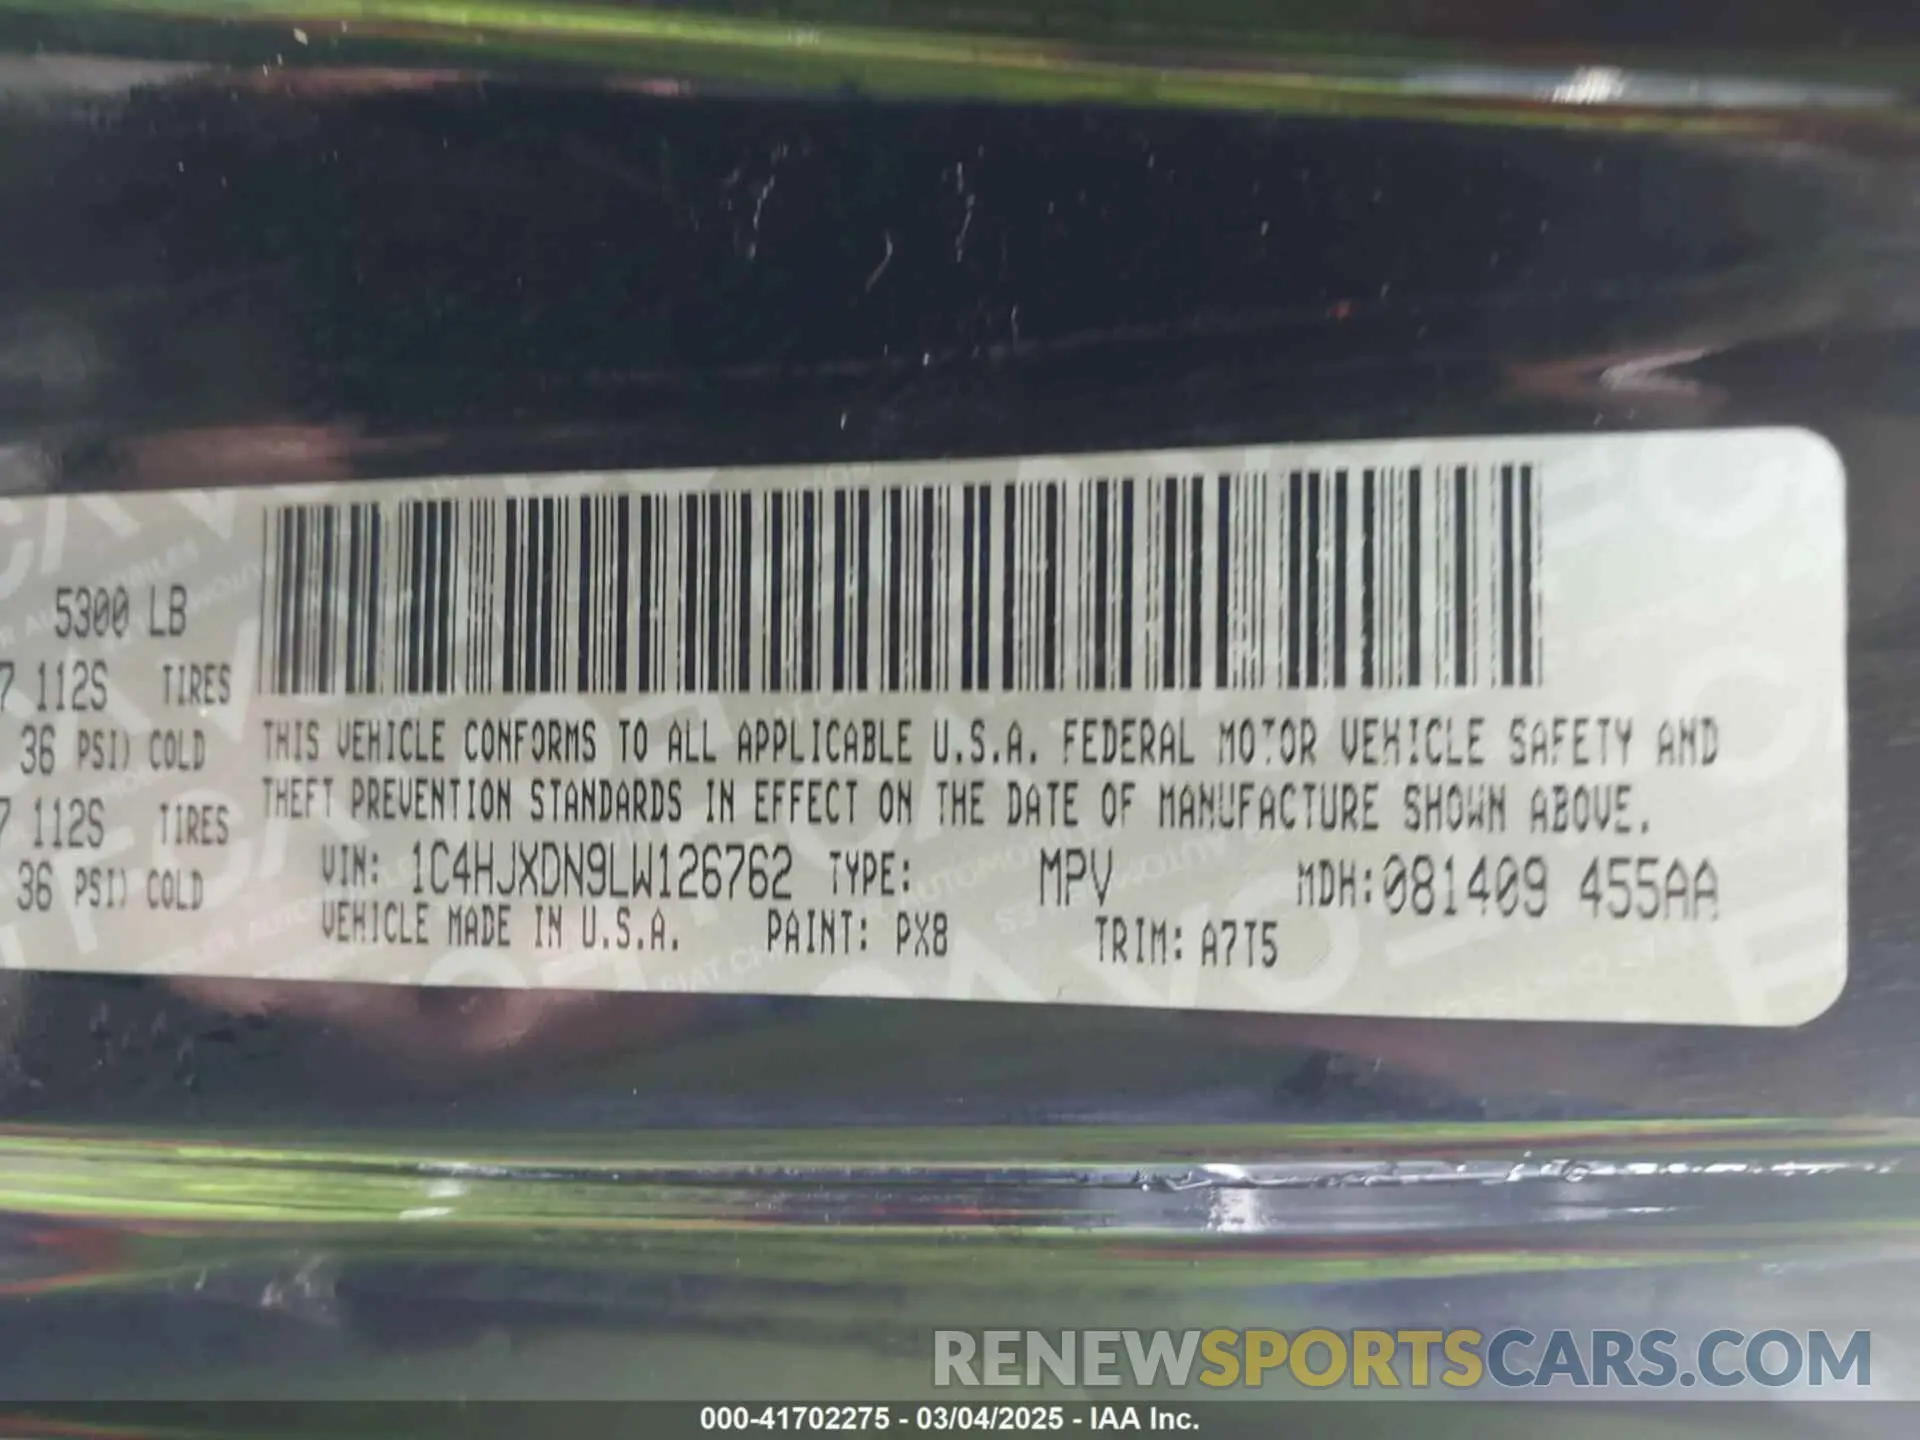 5300 LB
7 112S TIRES
36 PSI) COLD
7 112S TIRES
36 PSI) COLD
THIS VEHICLE CONFORMS TO ALL APPLICABLE U.S.A. FEDERAL MOTOR VEHICLE SAFETY AND
THEFT PREVENTION STANDARDS IN EFFECT ON THE DATE OF MANUFACTURE SHOWN ABOVE.
VIN: 1C4HJXDN9LW126762 TYPE: MPV MDH:081409 455AA
VEHICLE MADE IN U.S.A. PAINT: PX8 TRIM: A7T5
RENEWSPORTSCARS.COM
000-41702275 - 03/04/2025 - IAA Inc.